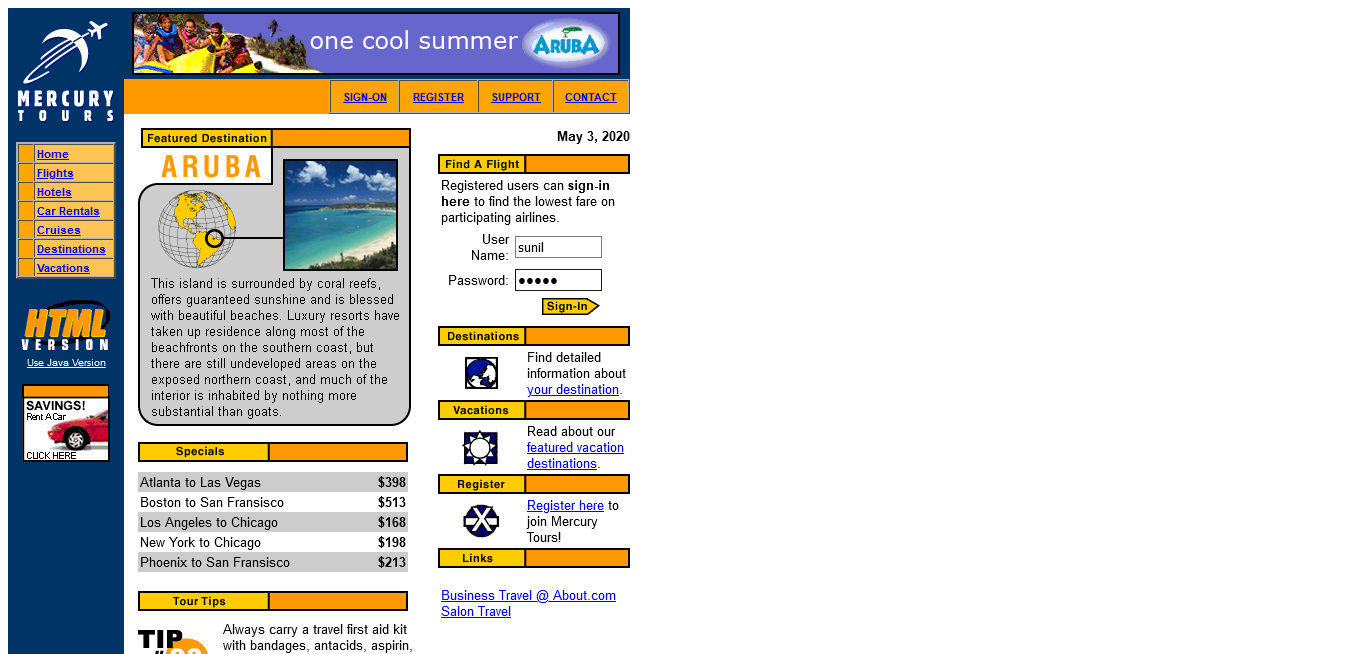 one cool summer
ARUBA
MERCURY
TOURS
SIGN-ON
REGISTER
SUPPORT
CONTACT
Home
Flights
Hotels
Car Rentals
Cruises
Destinations
Vacations
HTML
VERSION
Use Java Version
SAVINGS!
Rent A Car
CLICK HERE
Featured Destination
ARUBA
This island is surrounded by coral reefs,
offers guaranteed sunshine and is blessed
with beautiful beaches. Luxury resorts have
taken up residence along most of the
beachfronts on the southern coast, but
there are still undeveloped areas on the
exposed northern coast, and much of the
interior is inhabited by nothing more
substantial than goats.
Specials
Atlanta to Las Vegas $398
Boston to San Fransisco $513
Los Angeles to Chicago $168
New York to Chicago $198
Phoenix to San Fransisco $213
Tour Tips
TIP
Always carry a travel first aid kit
with bandages, antacids, aspirin,
May 3, 2020
Find A Flight
Registered users can sign-in
here to find the lowest fare on
participating airlines.
User
Name: sunil
Password: ●●●●●
Sign-In
Destinations
Find detailed
information about
your destination.
Vacations
Read about our
featured vacation
destinations.
Register
Register here to
join Mercury
Tours!
Links
Business Travel @ About.com
Salon Travel